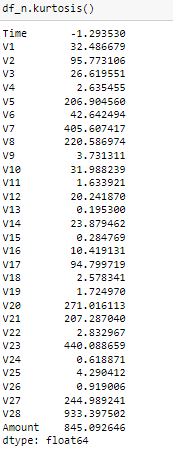 df_n.kurtosis()
Time -1.293530
V1 32.486679
V2 95.773106
V3 26.619551
V4 2.635455
V5 206.904560
V6 42.642494
V7 405.607417
V8 220.586974
V9 3.731311
V10 31.988239
V11 1.633921
V12 20.241870
V13 0.195300
V14 23.879462
V15 0.284769
V16 10.419131
V17 94.799719
V18 2.578341
V19 1.724970
V20 271.016113
V21 207.287040
V22 2.832967
V23 440.088659
V24 0.618871
V25 4.290412
V26 0.919006
V27 244.989241
V28 933.397502
Amount 845.092646
dtype: float64